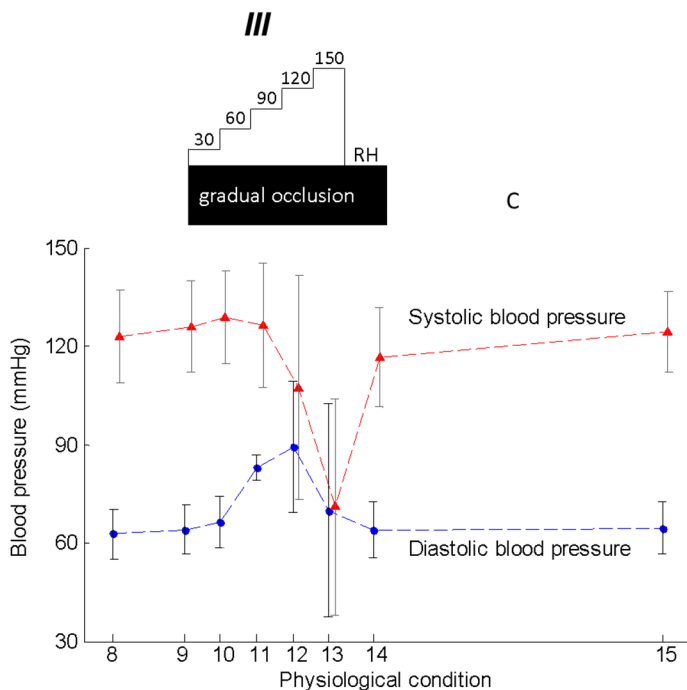 III
150
120
90
60
30
RH
gradual occlusion
C
150
120
90
60
30
Blood pressure (mmHg)
Systolic blood pressure
Diastolic blood pressure
8 9 10 11 12 13 14 15
Physiological condition